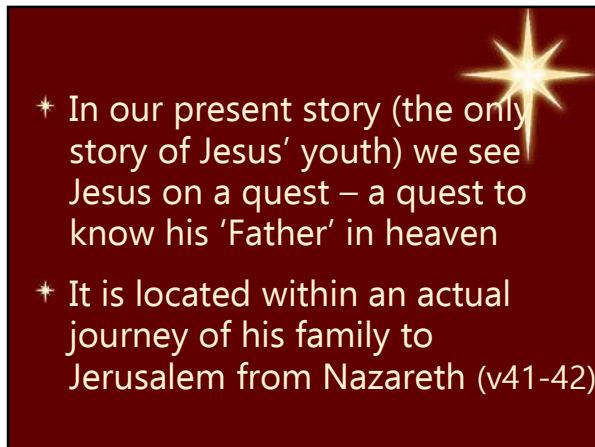 In our present story (the only
story of Jesus’ youth) we see
Jesus on a quest – a quest to
know his ‘Father’ in heaven
It is located within an actual
journey of his family to
Jerusalem from Nazareth (v41-42)